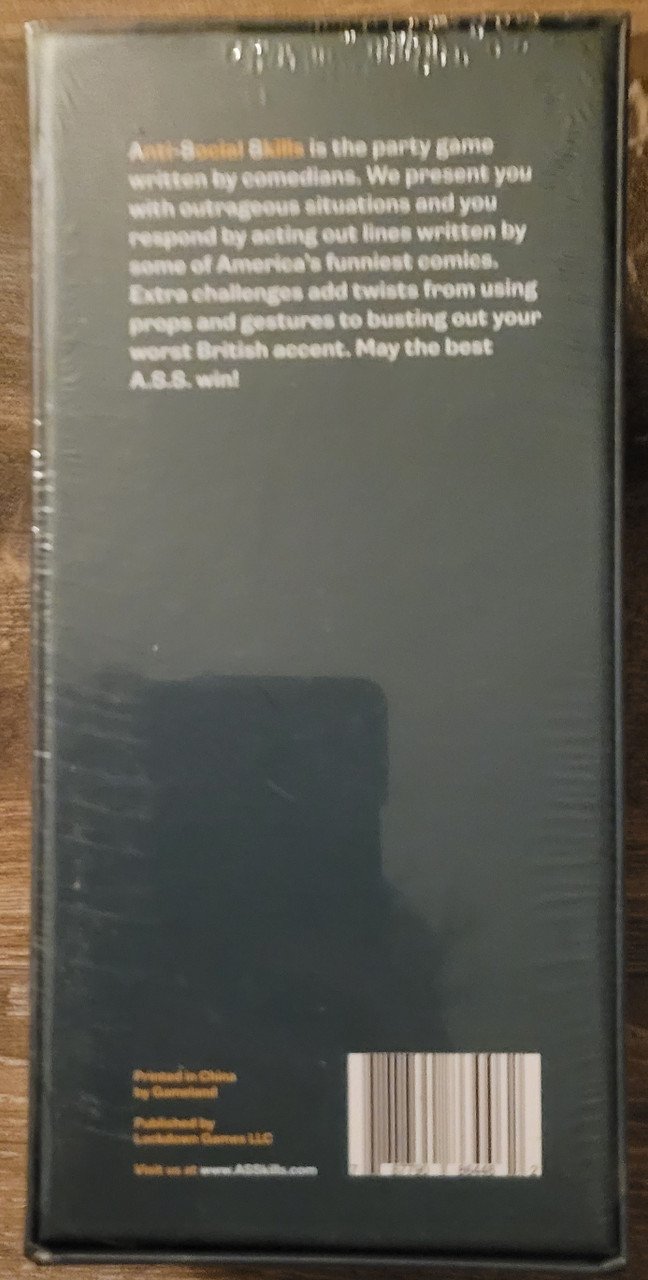 Anti-Social Skills is the party game
written by comedians. We present you
with outrageous situations and you
respond by acting out lines written by
some of America's funniest comics.
Extra challenges add twists from using
props and gestures to busting out your
worst British accent. May the best
A.S.S. win!
Printed in China
by Gameland
Published by
Lockdown Games LLC
Visit us at www.ASSkills.com